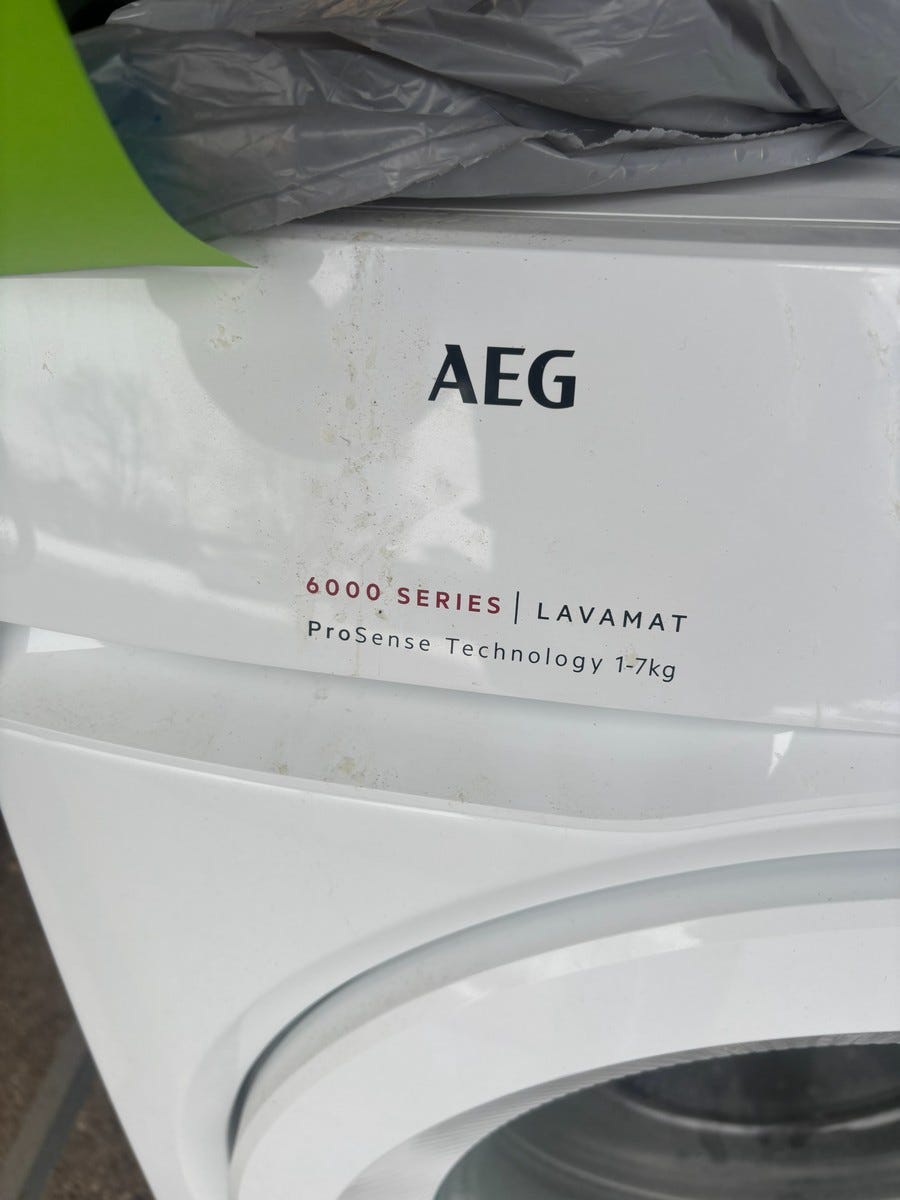 AEG
6000 SERIES | LAVAMAT
ProSense Technology 1-7kg